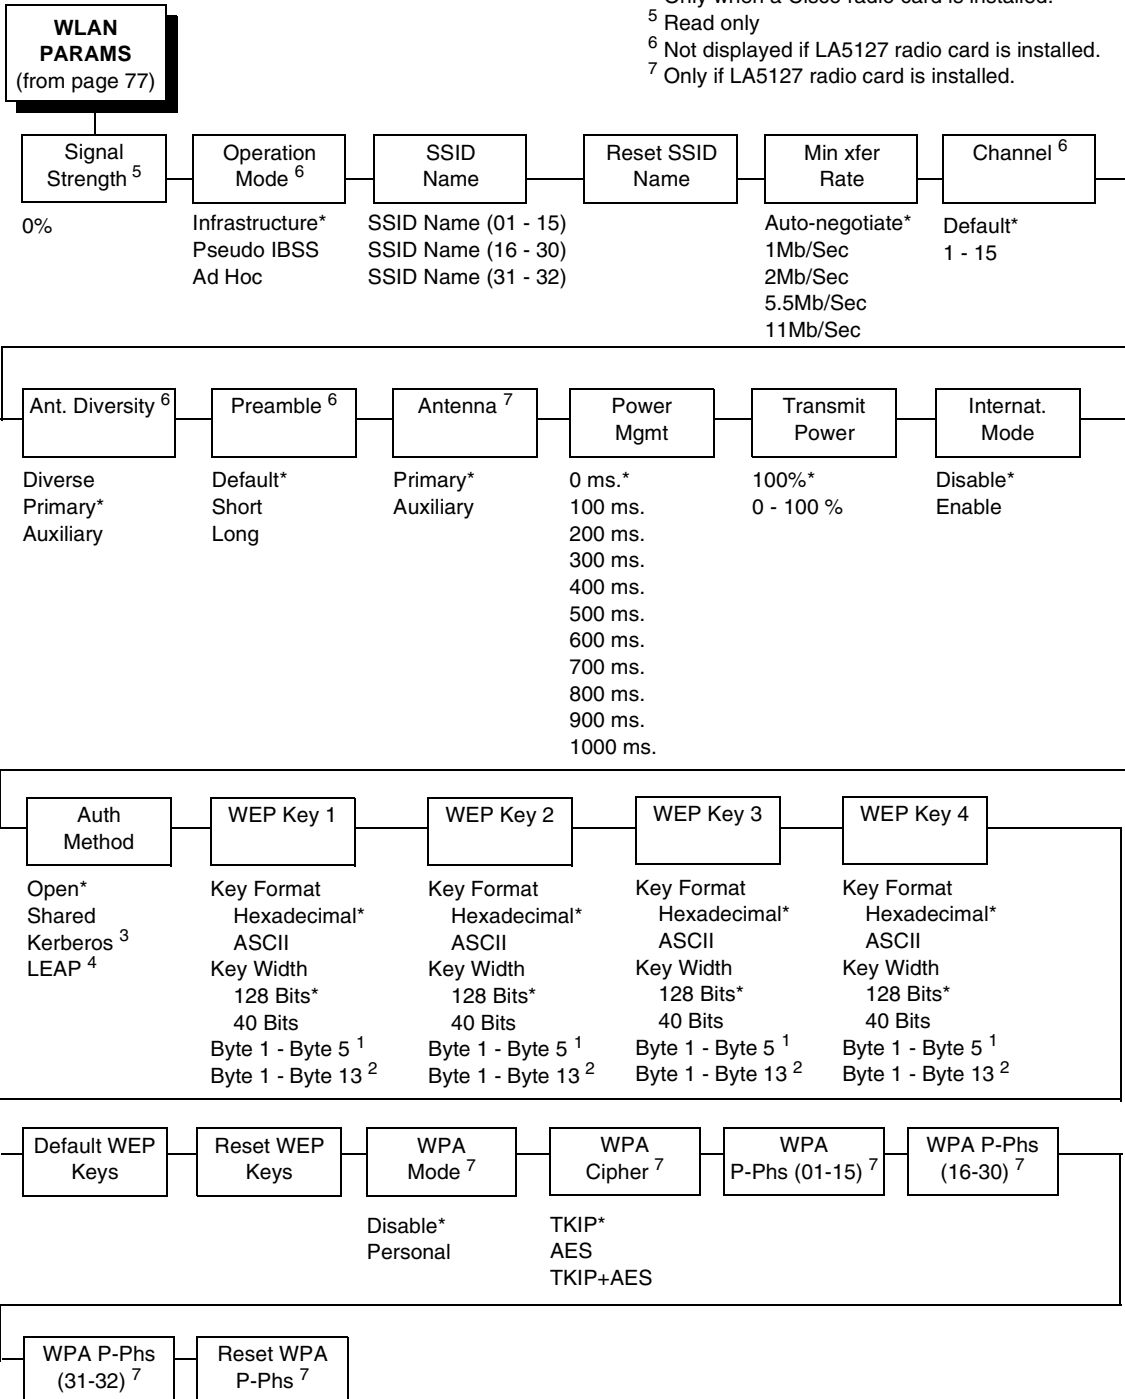 Only when a Cisco radio card is installed.
5 Read only
6 Not displayed if LA5127 radio card is installed.
7 Only if LA5127 radio card is installed.
WLAN
PARAMS
(from page 77)
Signal
Strength 5
0%
Operation
Mode 6
Infrastructure*
Pseudo IBSS
Ad Hoc
SSID
Name
SSID Name (01 - 15)
SSID Name (16 - 30)
SSID Name (31 - 32)
Reset SSID
Name
Min xfer
Rate
Auto-negotiate*
1Mb/Sec
2Mb/Sec
5.5Mb/Sec
11Mb/Sec
Channel 6
Default*
1 - 15
Ant. Diversity 6
Diverse
Primary*
Auxiliary
Preamble 6
Default*
Short
Long
Antenna 7
Primary*
Auxiliary
Power
Mgmt
0 ms.*
100 ms.
200 ms.
300 ms.
400 ms.
500 ms.
600 ms.
700 ms.
800 ms.
900 ms.
1000 ms.
Transmit
Power
100%*
0 - 100 %
Internat.
Mode
Disable*
Enable
Auth
Method
Open*
Shared
Kerberos 3
LEAP 4
WEP Key 1
Key Format
Hexadecimal*
ASCII
Key Width
128 Bits*
40 Bits
Byte 1 - Byte 5 1
Byte 1 - Byte 13 2
WEP Key 2
Key Format
Hexadecimal*
ASCII
Key Width
128 Bits*
40 Bits
Byte 1 - Byte 5 1
Byte 1 - Byte 13 2
WEP Key 3
Key Format
Hexadecimal*
ASCII
Key Width
128 Bits*
40 Bits
Byte 1 - Byte 5 1
Byte 1 - Byte 13 2
WEP Key 4
Key Format
Hexadecimal*
ASCII
Key Width
128 Bits*
40 Bits
Byte 1 - Byte 5 1
Byte 1 - Byte 13 2
Default WEP
Keys
Reset WEP
Keys
WPA
Mode 7
Disable*
Personal
WPA
Cipher 7
TKIP*
AES
TKIP+AES
WPA
P-Phs (01-15) 7
WPA P-Phs
(16-30) 7
WPA P-Phs
(31-32) 7
Reset WPA
P-Phs 7